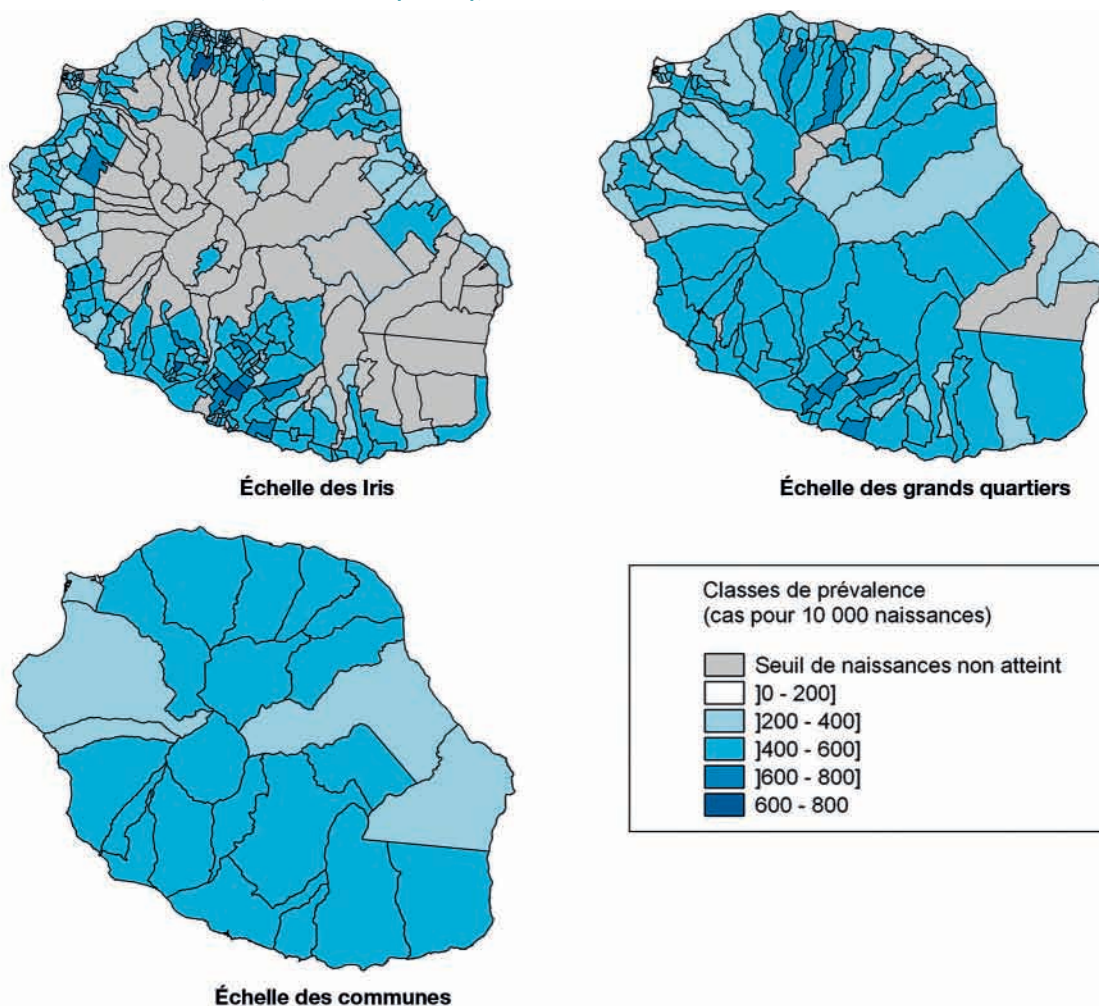 Échelle des Iris
Échelle des grands quartiers
Échelle des communes
Classes de prévalence
(cas pour 10 000 naissances)
Seuil de naissances non atteint
]0 - 200]
]200 - 400]
]400 - 600]
]600 - 800]
600 - 800